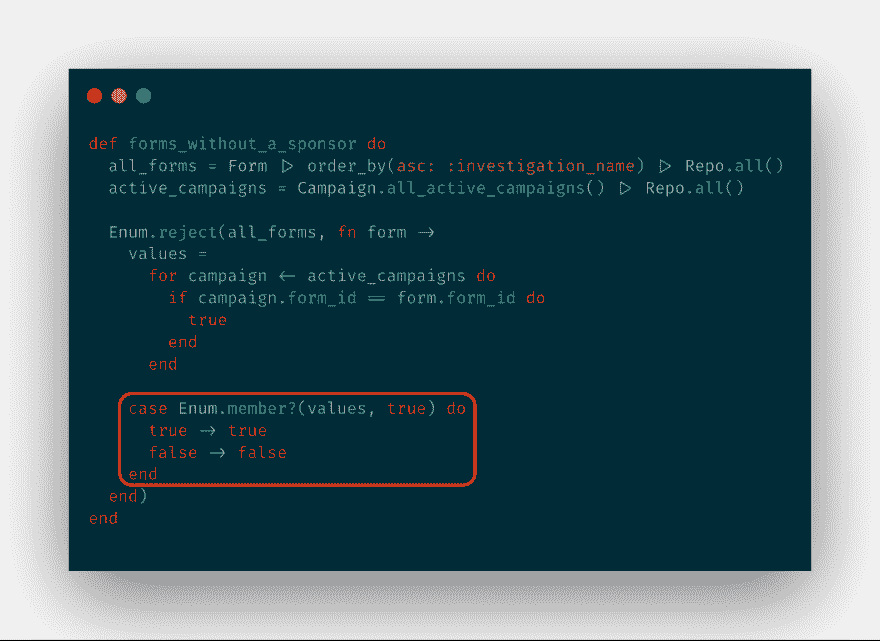 def forms_without_a_sponsor do
  all_forms = Form ▷ order_by(asc: :investigation_name) ▷ Repo.all()
  active_campaigns = Campaign.all_active_campaigns() ▷ Repo.all()

  Enum.reject(all_forms, fn form →
    values =
      for campaign ← active_campaigns do
        if campaign.form_id == form.form_id do
          true
        end
      end

    case Enum.member?(values, true) do
      true → true
      false → false
    end
  end)
end